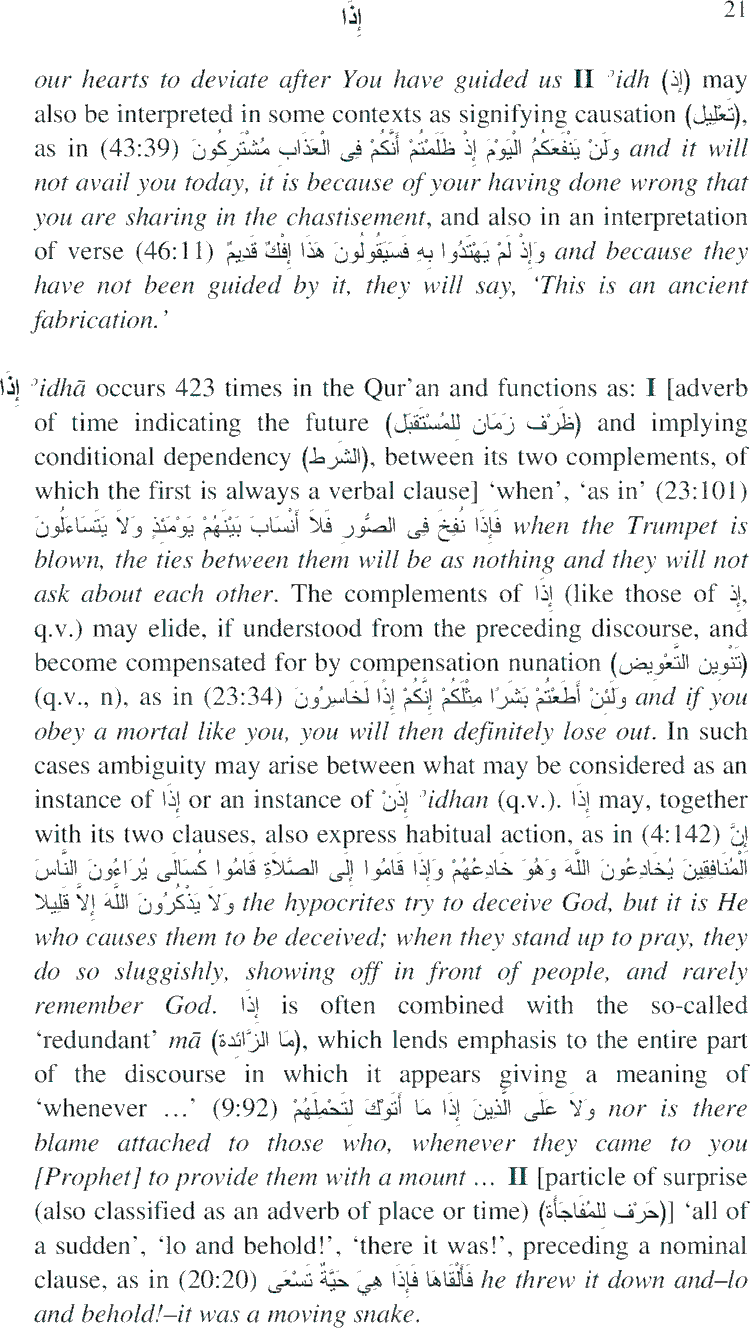 إِذَا 21
our hearts to deviate after You have guided us II ʾidh (إِذ) may
also be interpreted in some contexts as signifying causation (تَعْلِيل),
as in (43:39) وَلَنْ يَنْفَعَكُمُ الْيَوْمَ إِذْ ظَلَمْتُمْ أَنَّكُمْ فِى الْعَذَابِ مُشْتَرِكُونَ and it will
not avail you today, it is because of your having done wrong that
you are sharing in the chastisement, and also in an interpretation
of verse (46:11) وَإِذْ لَمْ يَهْتَدُوا بِهِ فَسَيَقُولُونَ هَذَا إِفْكٌ قَدِيمٌ and because they
have not been guided by it, they will say, ‘This is an ancient
fabrication.’
إِذَا ʾidhā occurs 423 times in the Qur’an and functions as: I [adverb
of time indicating the future (ظَرْف زَمَان لِلمُسْتَقبَل) and implying
conditional dependency (الشَرط), between its two complements, of
which the first is always a verbal clause] ‘when’, ‘as in’ (23:101)
فَإِذَا نُفِخَ فِى الصُّورِ فَلاَ أَنْسَابَ بَيْنَهُمْ يَوْمَئِذٍ وَلاَ يَتَسَاءَلُونَ when the Trumpet is
blown, the ties between them will be as nothing and they will not
ask about each other. The complements of إِذَا (like those of إِذ,
q.v.) may elide, if understood from the preceding discourse, and
become compensated for by compensation nunation (تَنْوِين التَّعْوِيض)
(q.v., n), as in (23:34) وَلَئِنْ أَطَعْتُمْ بَشَرًا مِثْلَكُمْ إِنَّكُمْ إِذًا لَخَاسِرُونَ and if you
obey a mortal like you, you will then definitely lose out. In such
cases ambiguity may arise between what may be considered as an
instance of إِذَا or an instance of إِذَنْ ʾidhan (q.v.). إِذَا may, together
with its two clauses, also express habitual action, as in (4:142) إِنَّ
الْمُنَافِقِينَ يُخَادِعُونَ اللَّهَ وَهُوَ خَادِعُهُمْ وَإِذَا قَامُوا إِلَى الصَّلاَةِ قَامُوا كُسَالَى يُرَاءُونَ النَّاسَ
وَلاَ يَذْكُرُونَ اللَّهَ إِلاَّ قَلِيلاً the hypocrites try to deceive God, but it is He
who causes them to be deceived; when they stand up to pray, they
do so sluggishly, showing off in front of people, and rarely
remember God. إِذَا is often combined with the so-called
‘redundant’ mā (مَا الزَّائِدة), which lends emphasis to the entire part
of the discourse in which it appears giving a meaning of
‘whenever ...’ (9:92) وَلاَ عَلَى الَّذِينَ إِذَا مَا أَتَوْكَ لِتَحْمِلَهُمْ nor is there
blame attached to those who, whenever they came to you
[Prophet] to provide them with a mount ... II [particle of surprise
(also classified as an adverb of place or time) (حَرْف لِلمُفَاجَأَة)] ‘all of
a sudden’, ‘lo and behold!’, ‘there it was!’, preceding a nominal
clause, as in (20:20) فَأَلْقَاهَا فَإِذَا هِيَ حَيَّةٌ تَسْعَى he threw it down and–lo
and behold!–it was a moving snake.